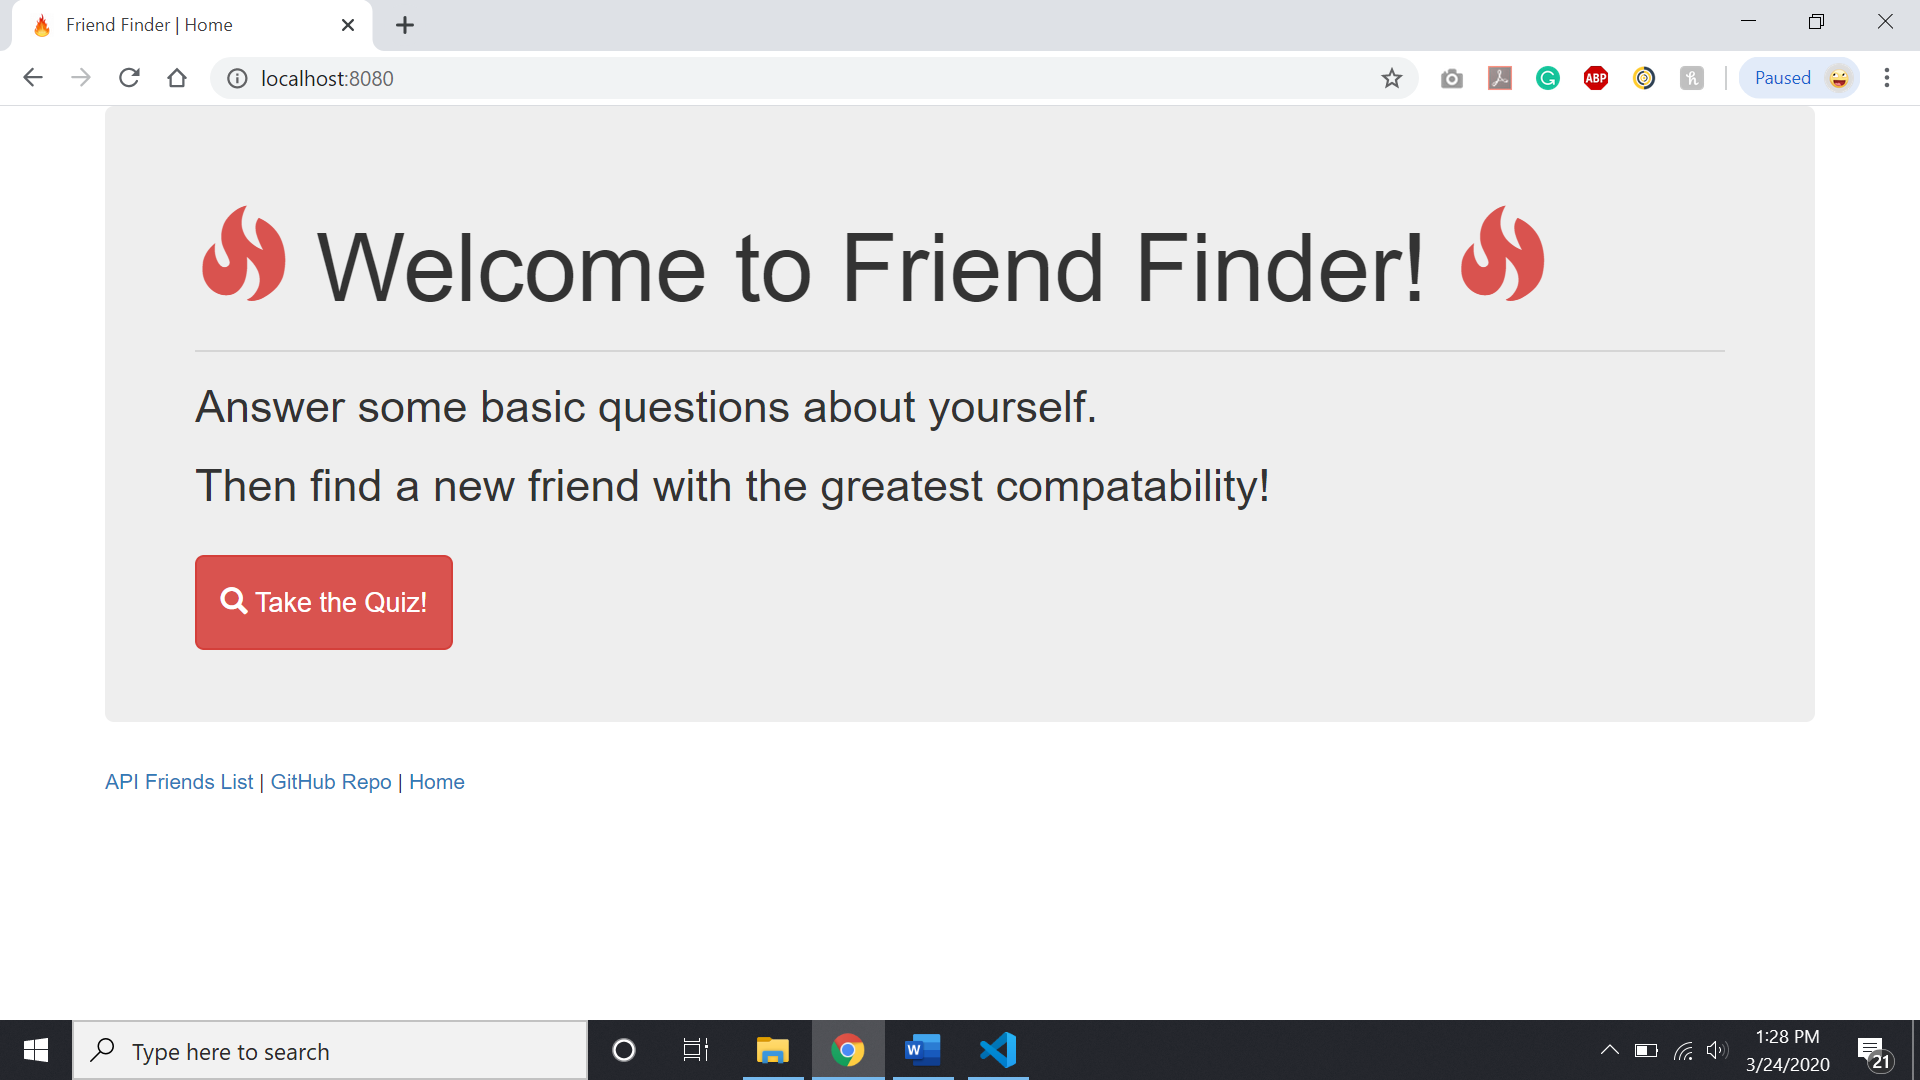 Friend Finder | Home
localhost:8080
ABP
Paused
Welcome to Friend Finder!
Answer some basic questions about yourself.
Then find a new friend with the greatest compatability!
Take the Quiz!
API Friends List | GitHub Repo | Home
Type here to search
W
1:28 PM
3/24/2020
21